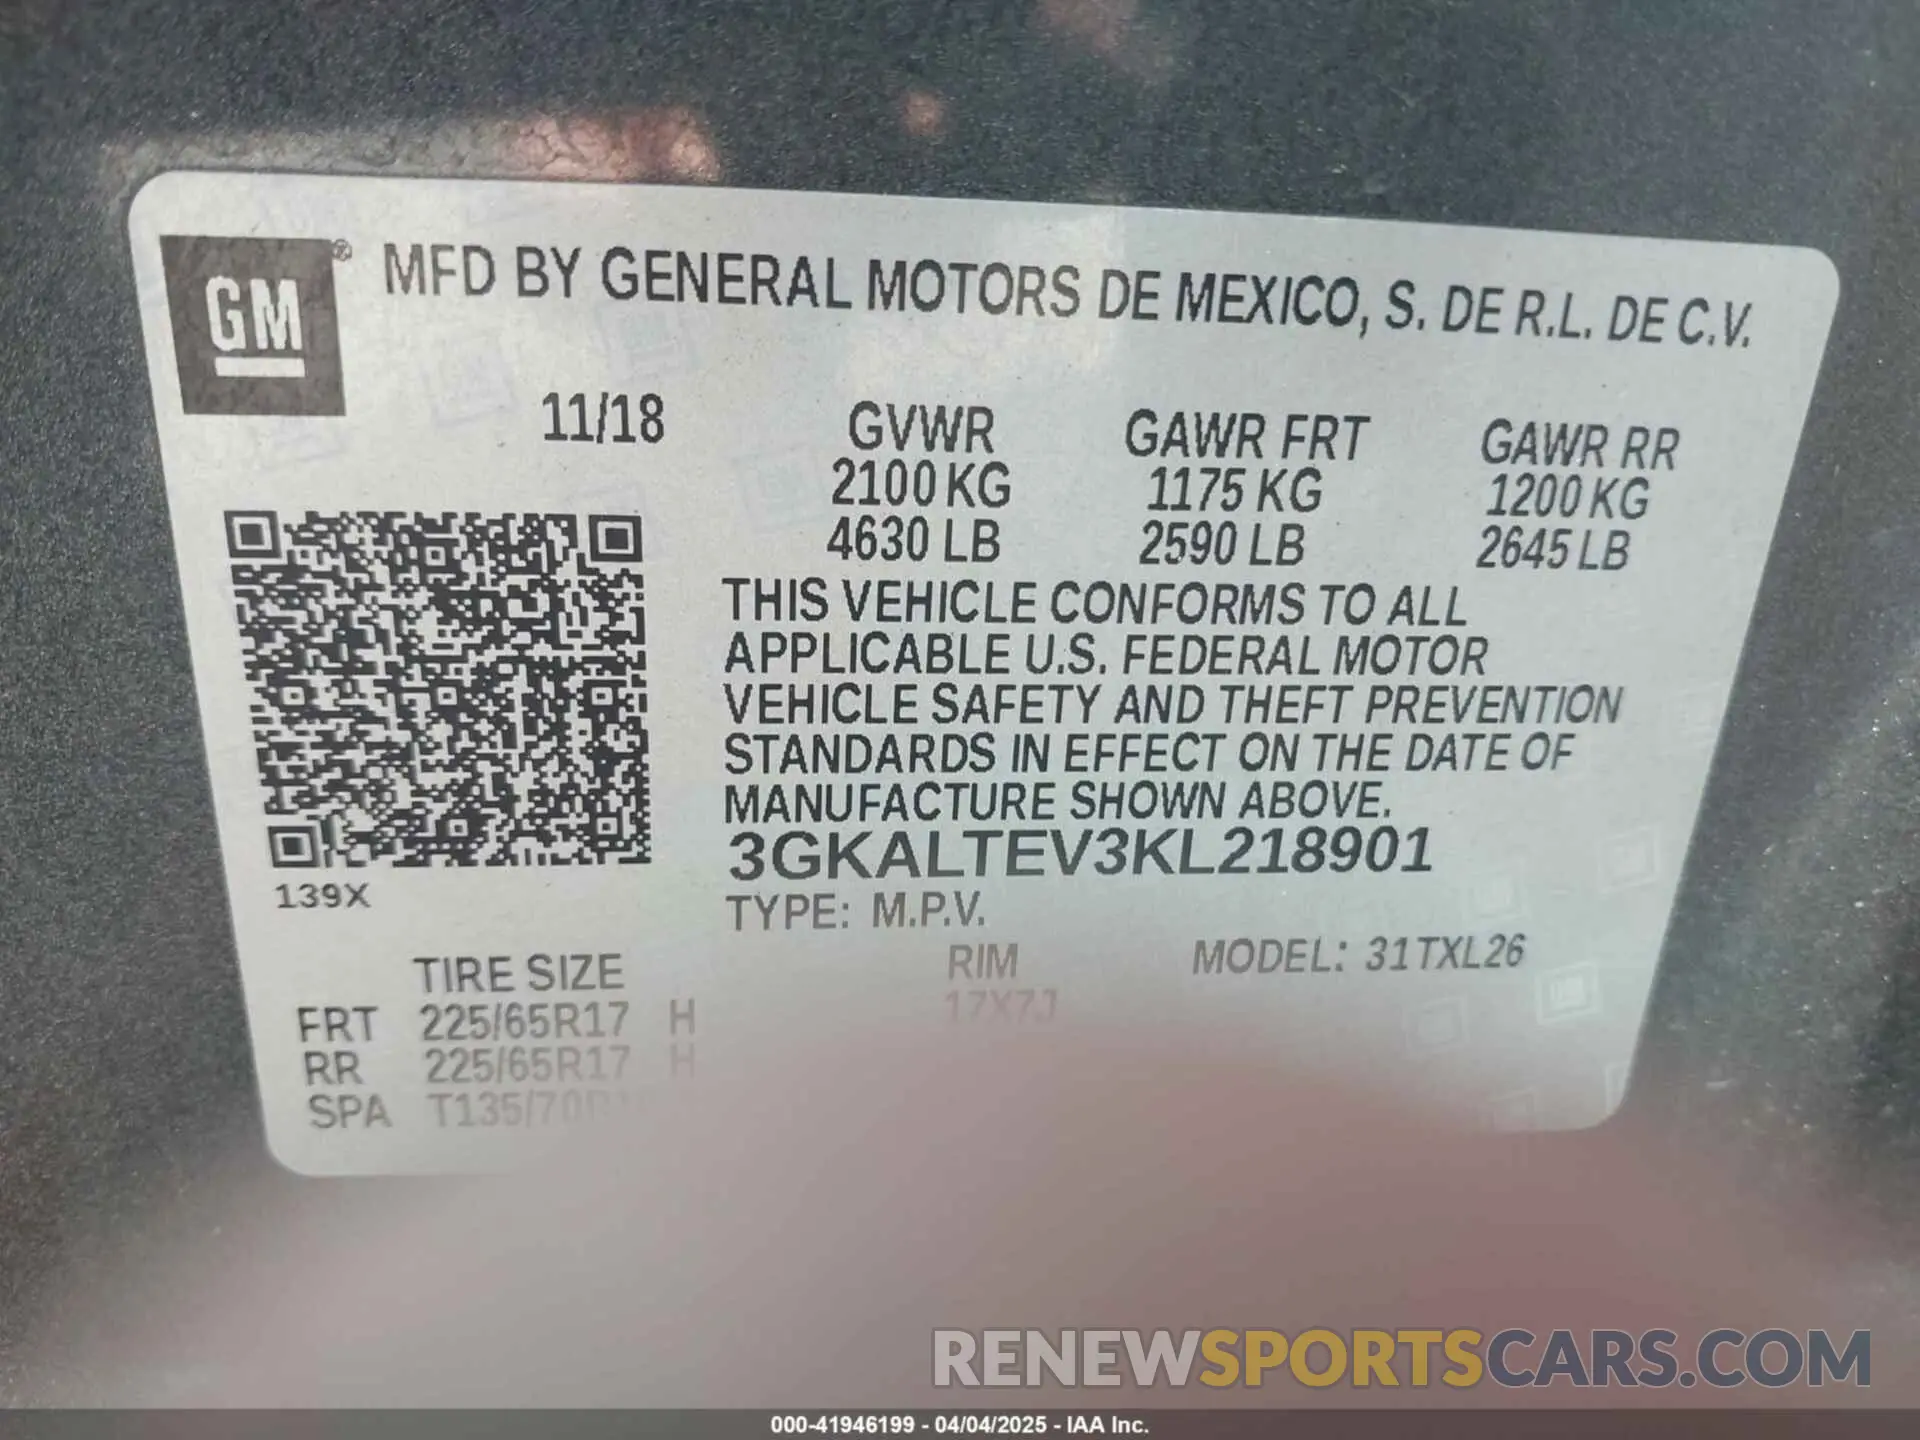 GM ® MFD BY GENERAL MOTORS DE MEXICO, S. DE R.L. DE C.V.
11/18 GVWR GAWR FRT GAWR RR
2100 KG 1175 KG 1200 KG
4630 LB 2590 LB 2645 LB
THIS VEHICLE CONFORMS TO ALL
APPLICABLE U.S. FEDERAL MOTOR
VEHICLE SAFETY AND THEFT PREVENTION
STANDARDS IN EFFECT ON THE DATE OF
MANUFACTURE SHOWN ABOVE.
3GKALTEV3KL218901
139X
TYPE: M.P.V.
TIRE SIZE RIM MODEL: 31TXL26
FRT 225/65R17 H 17X7J
RR 225/65R17 H
SPA
RENEWSPORTSCARS.COM
000-41946199 - 04/04/2025 - IAA Inc.